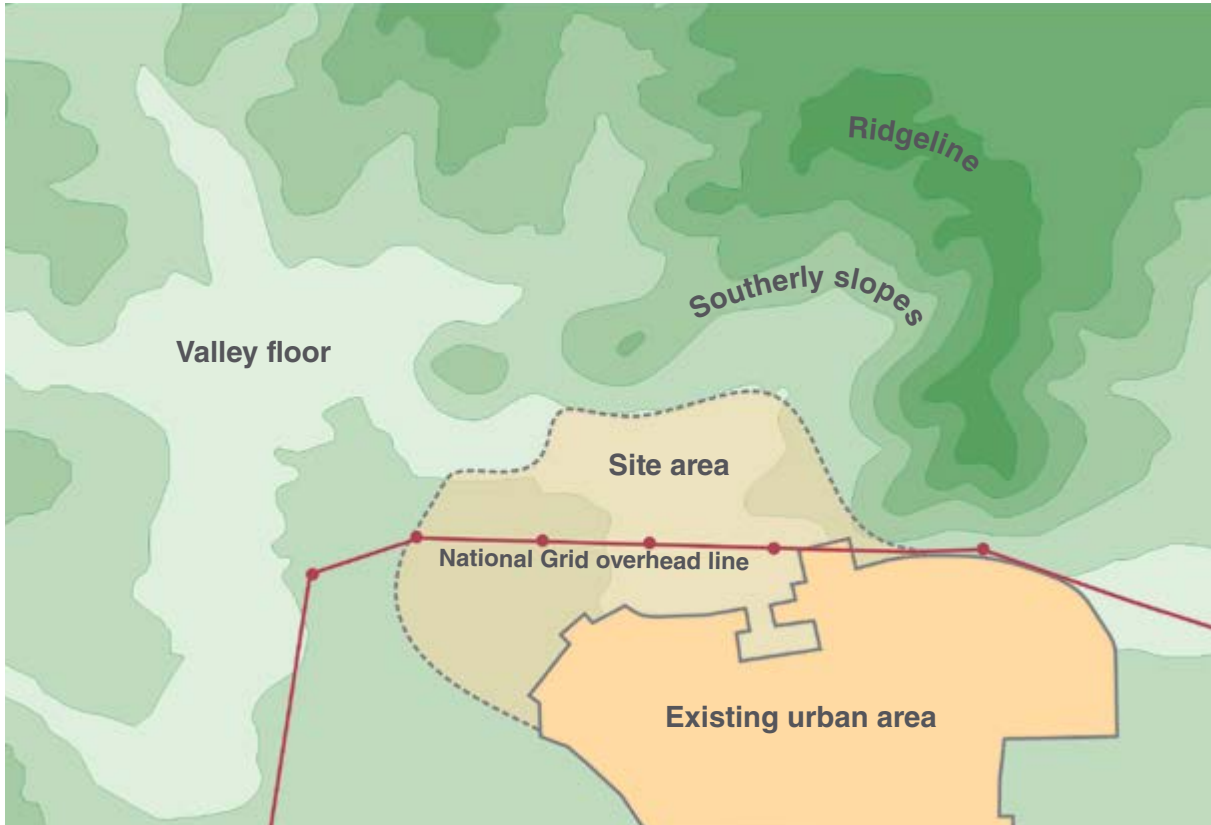 Ridgeline
Southerly slopes
Valley floor
Site area
National Grid overhead line
Existing urban area